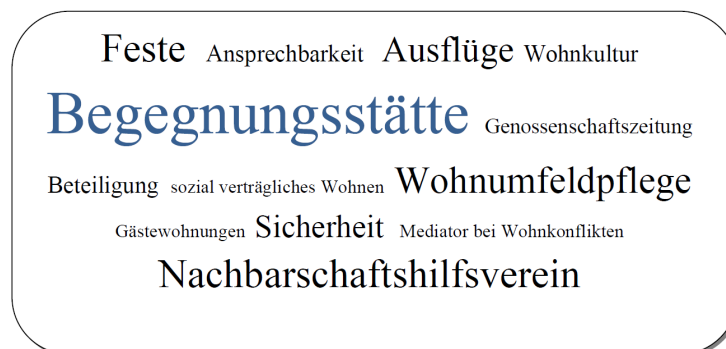 Feste Ansprechbarkeit Ausflüge Wohnkultur
Begegnungsstätte Genossenschaftszeitung
Beteiligung sozial verträgliches Wohnen Wohnumfeldpflege
Gästewohnungen Sicherheit Mediator bei Wohnkonflikten
Nachbarschaftshilfsverein